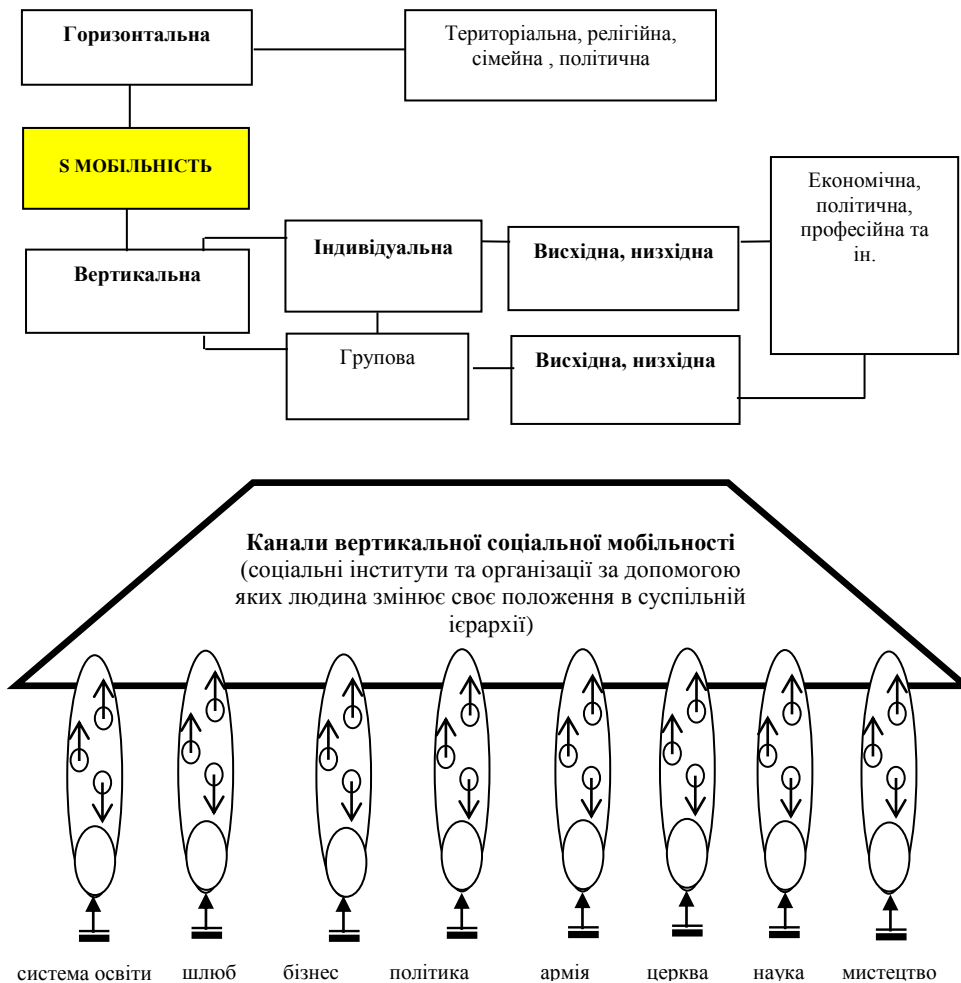 Горизонтальна
Територіальна, релігійна,
сімейна , політична
S МОБІЛЬНІСТЬ
Вертикальна
Індивідуальна
Висхідна, низхідна
Економічна,
політична,
професійна та
ін.
Групова
Висхідна, низхідна
Канали вертикальної соціальної мобільності
(соціальні інститути та організації за допомогою
яких людина змінює своє положення в суспільній
ієрархії)
система освіти шлюб бізнес політика армія церква наука мистецтво